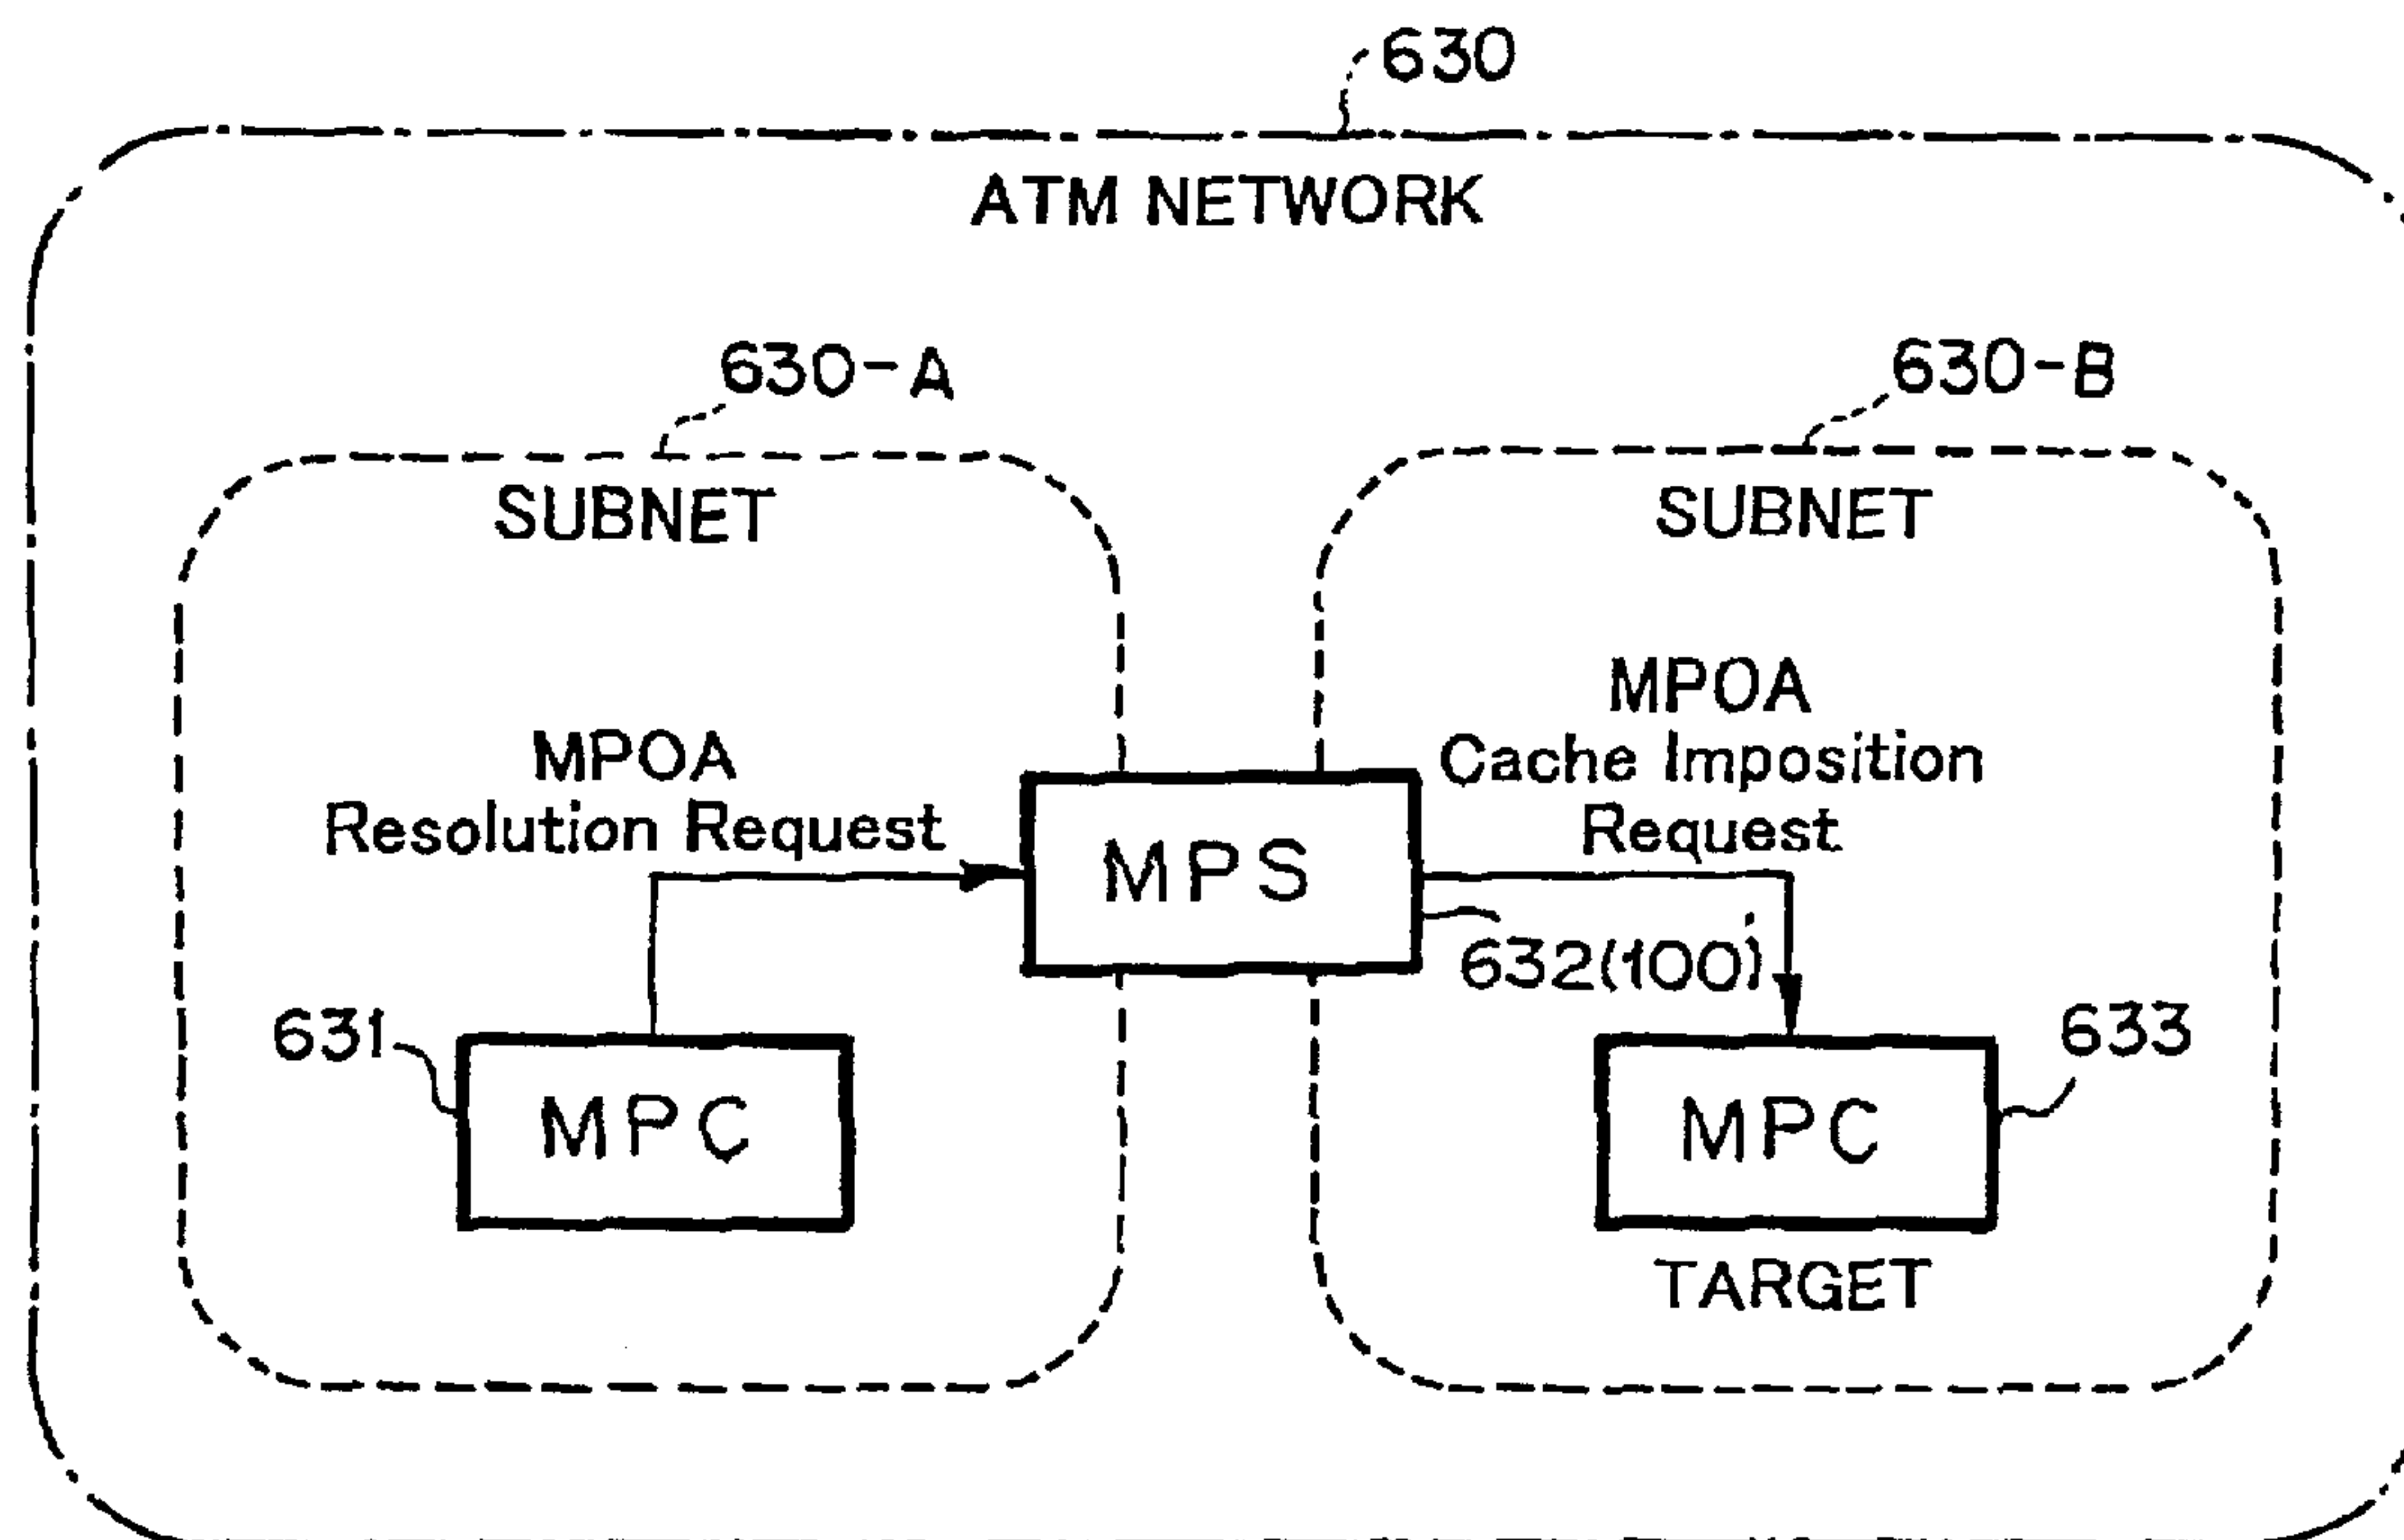 630
ATM NETWORK
630-A
630-B
SUBNET
SUBNET
MPOA
Resolution Request
MPOA
Cache Imposition
Request
MPS
632(100)
631
MPC
633
MPC
TARGET